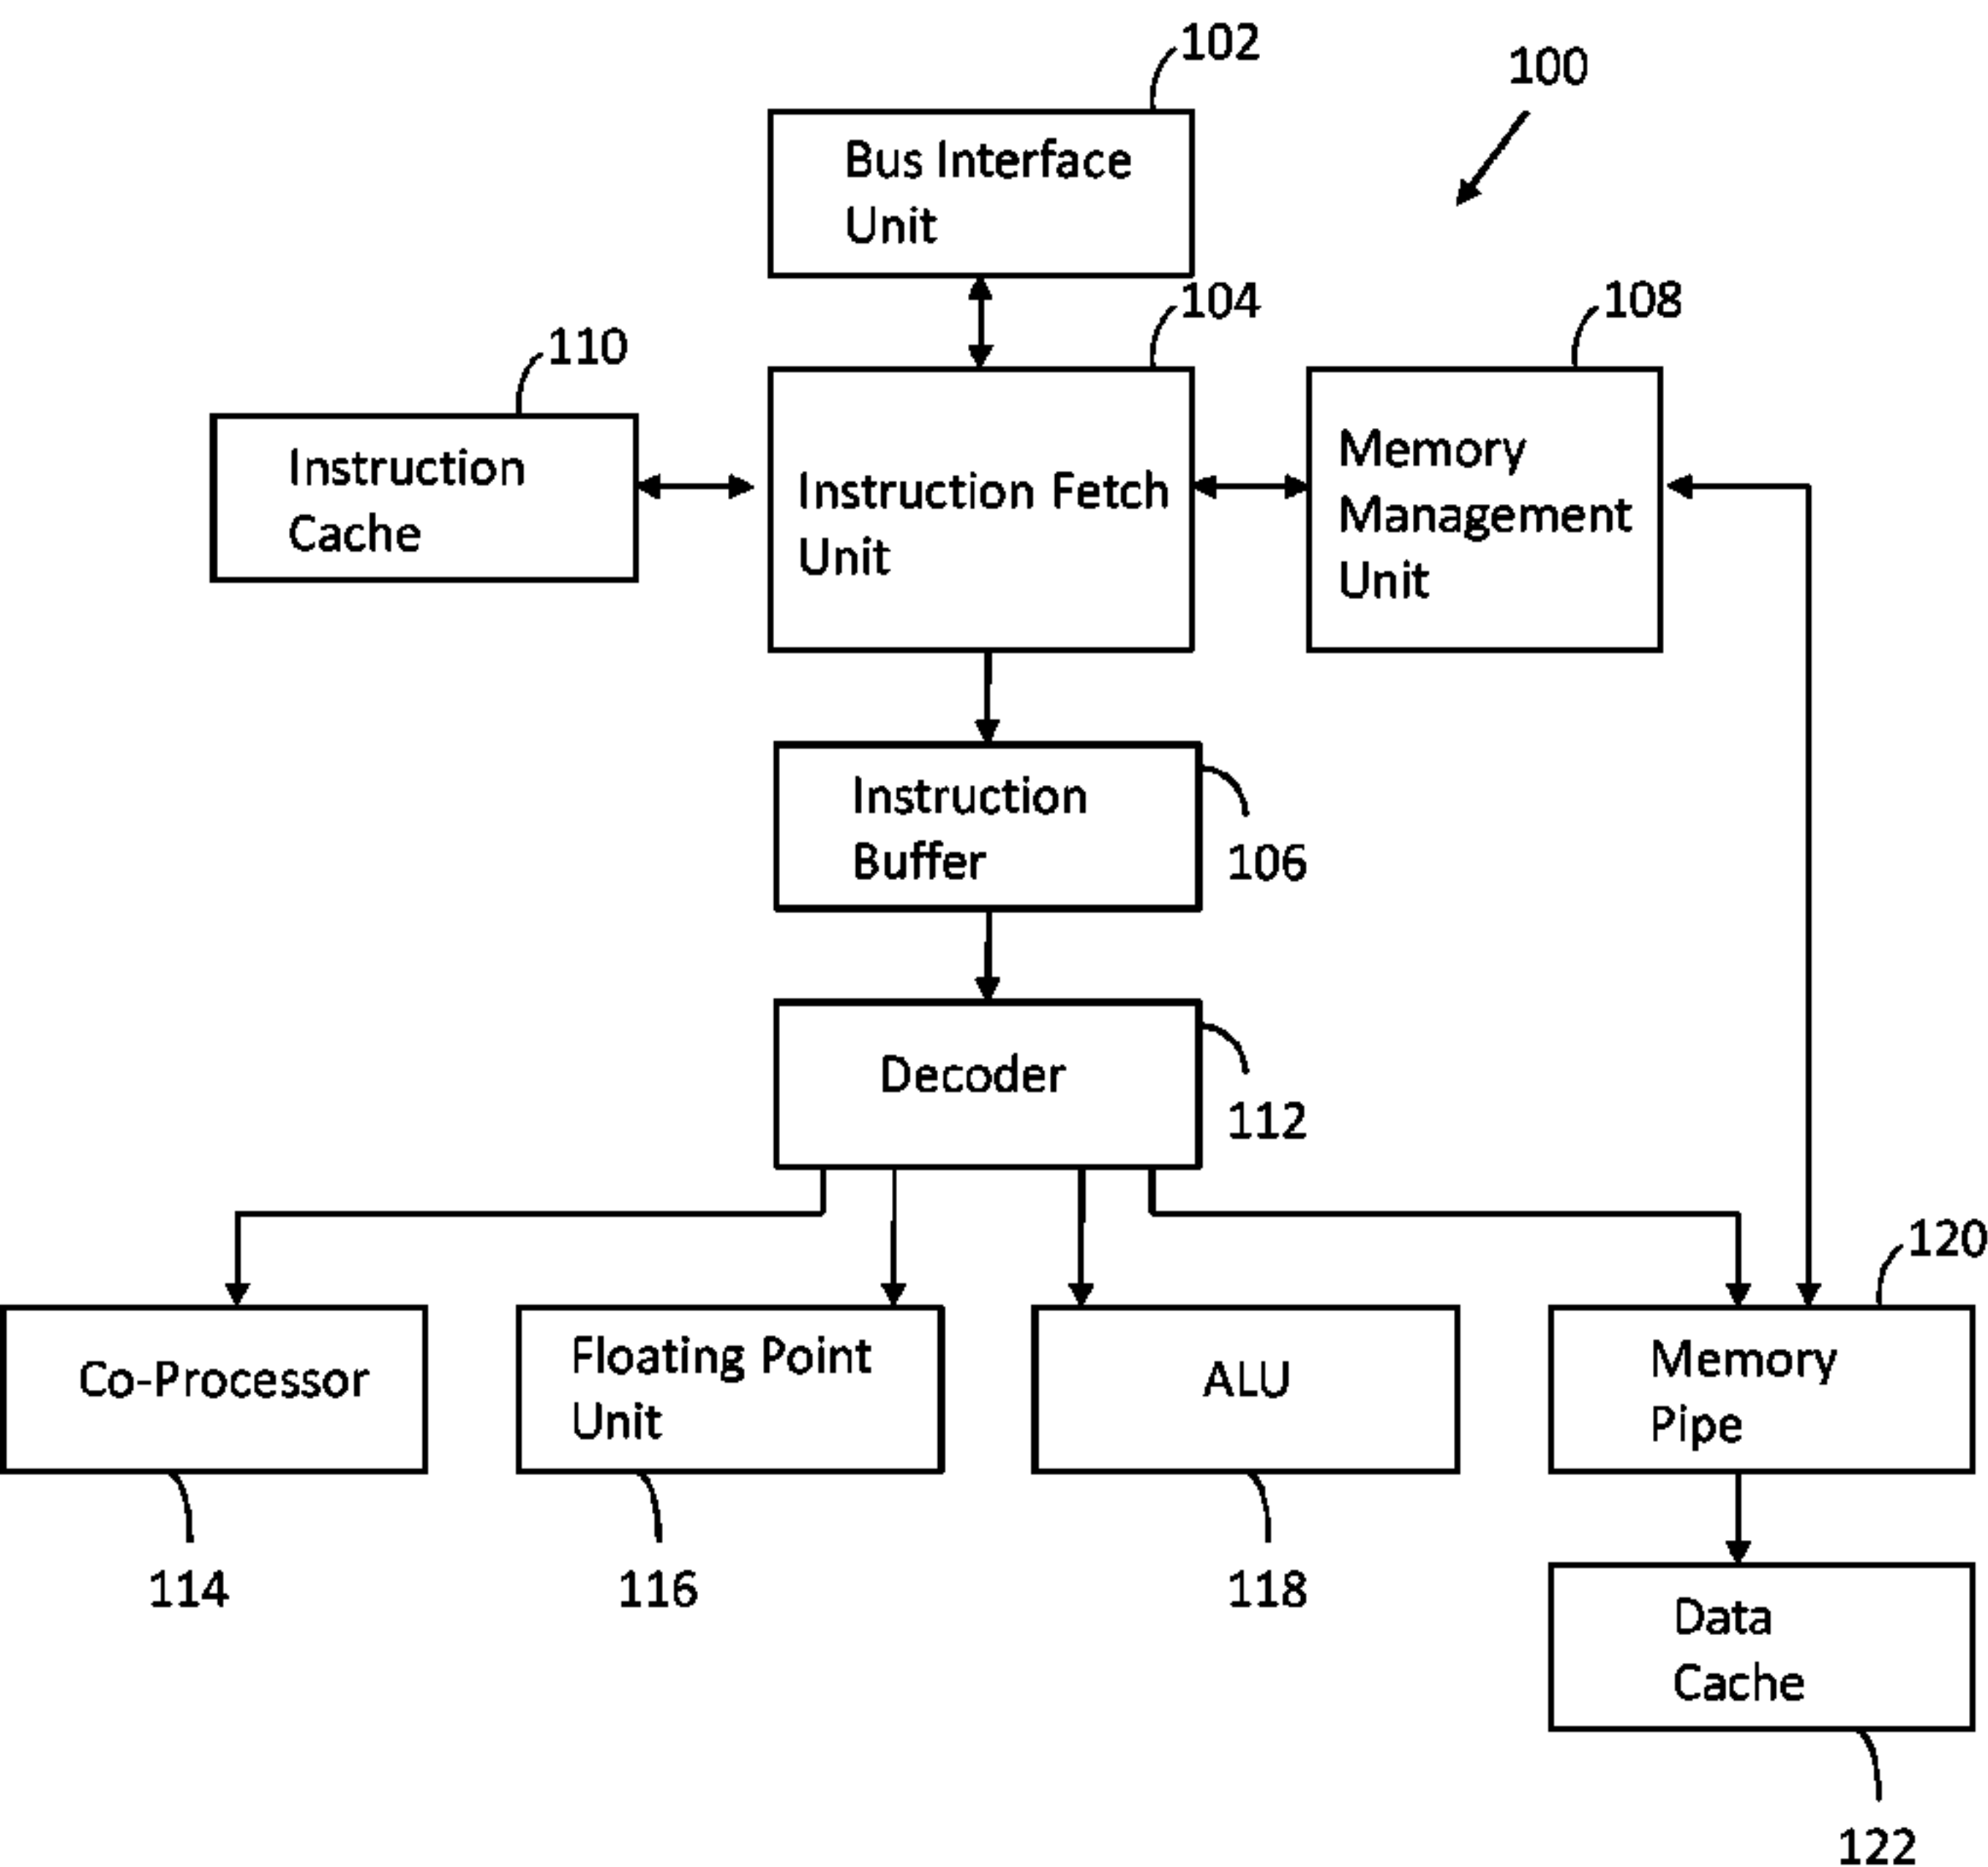 102
100
Bus Interface
Unit
104
108
110
Instruction
Cache
Instruction Fetch
Unit
Memory
Management
Unit
Instruction
Buffer
106
Decoder
112
120
Co-Processor
Floating Point
Unit
ALU
Memory
Pipe
114
116
118
Data
Cache
122